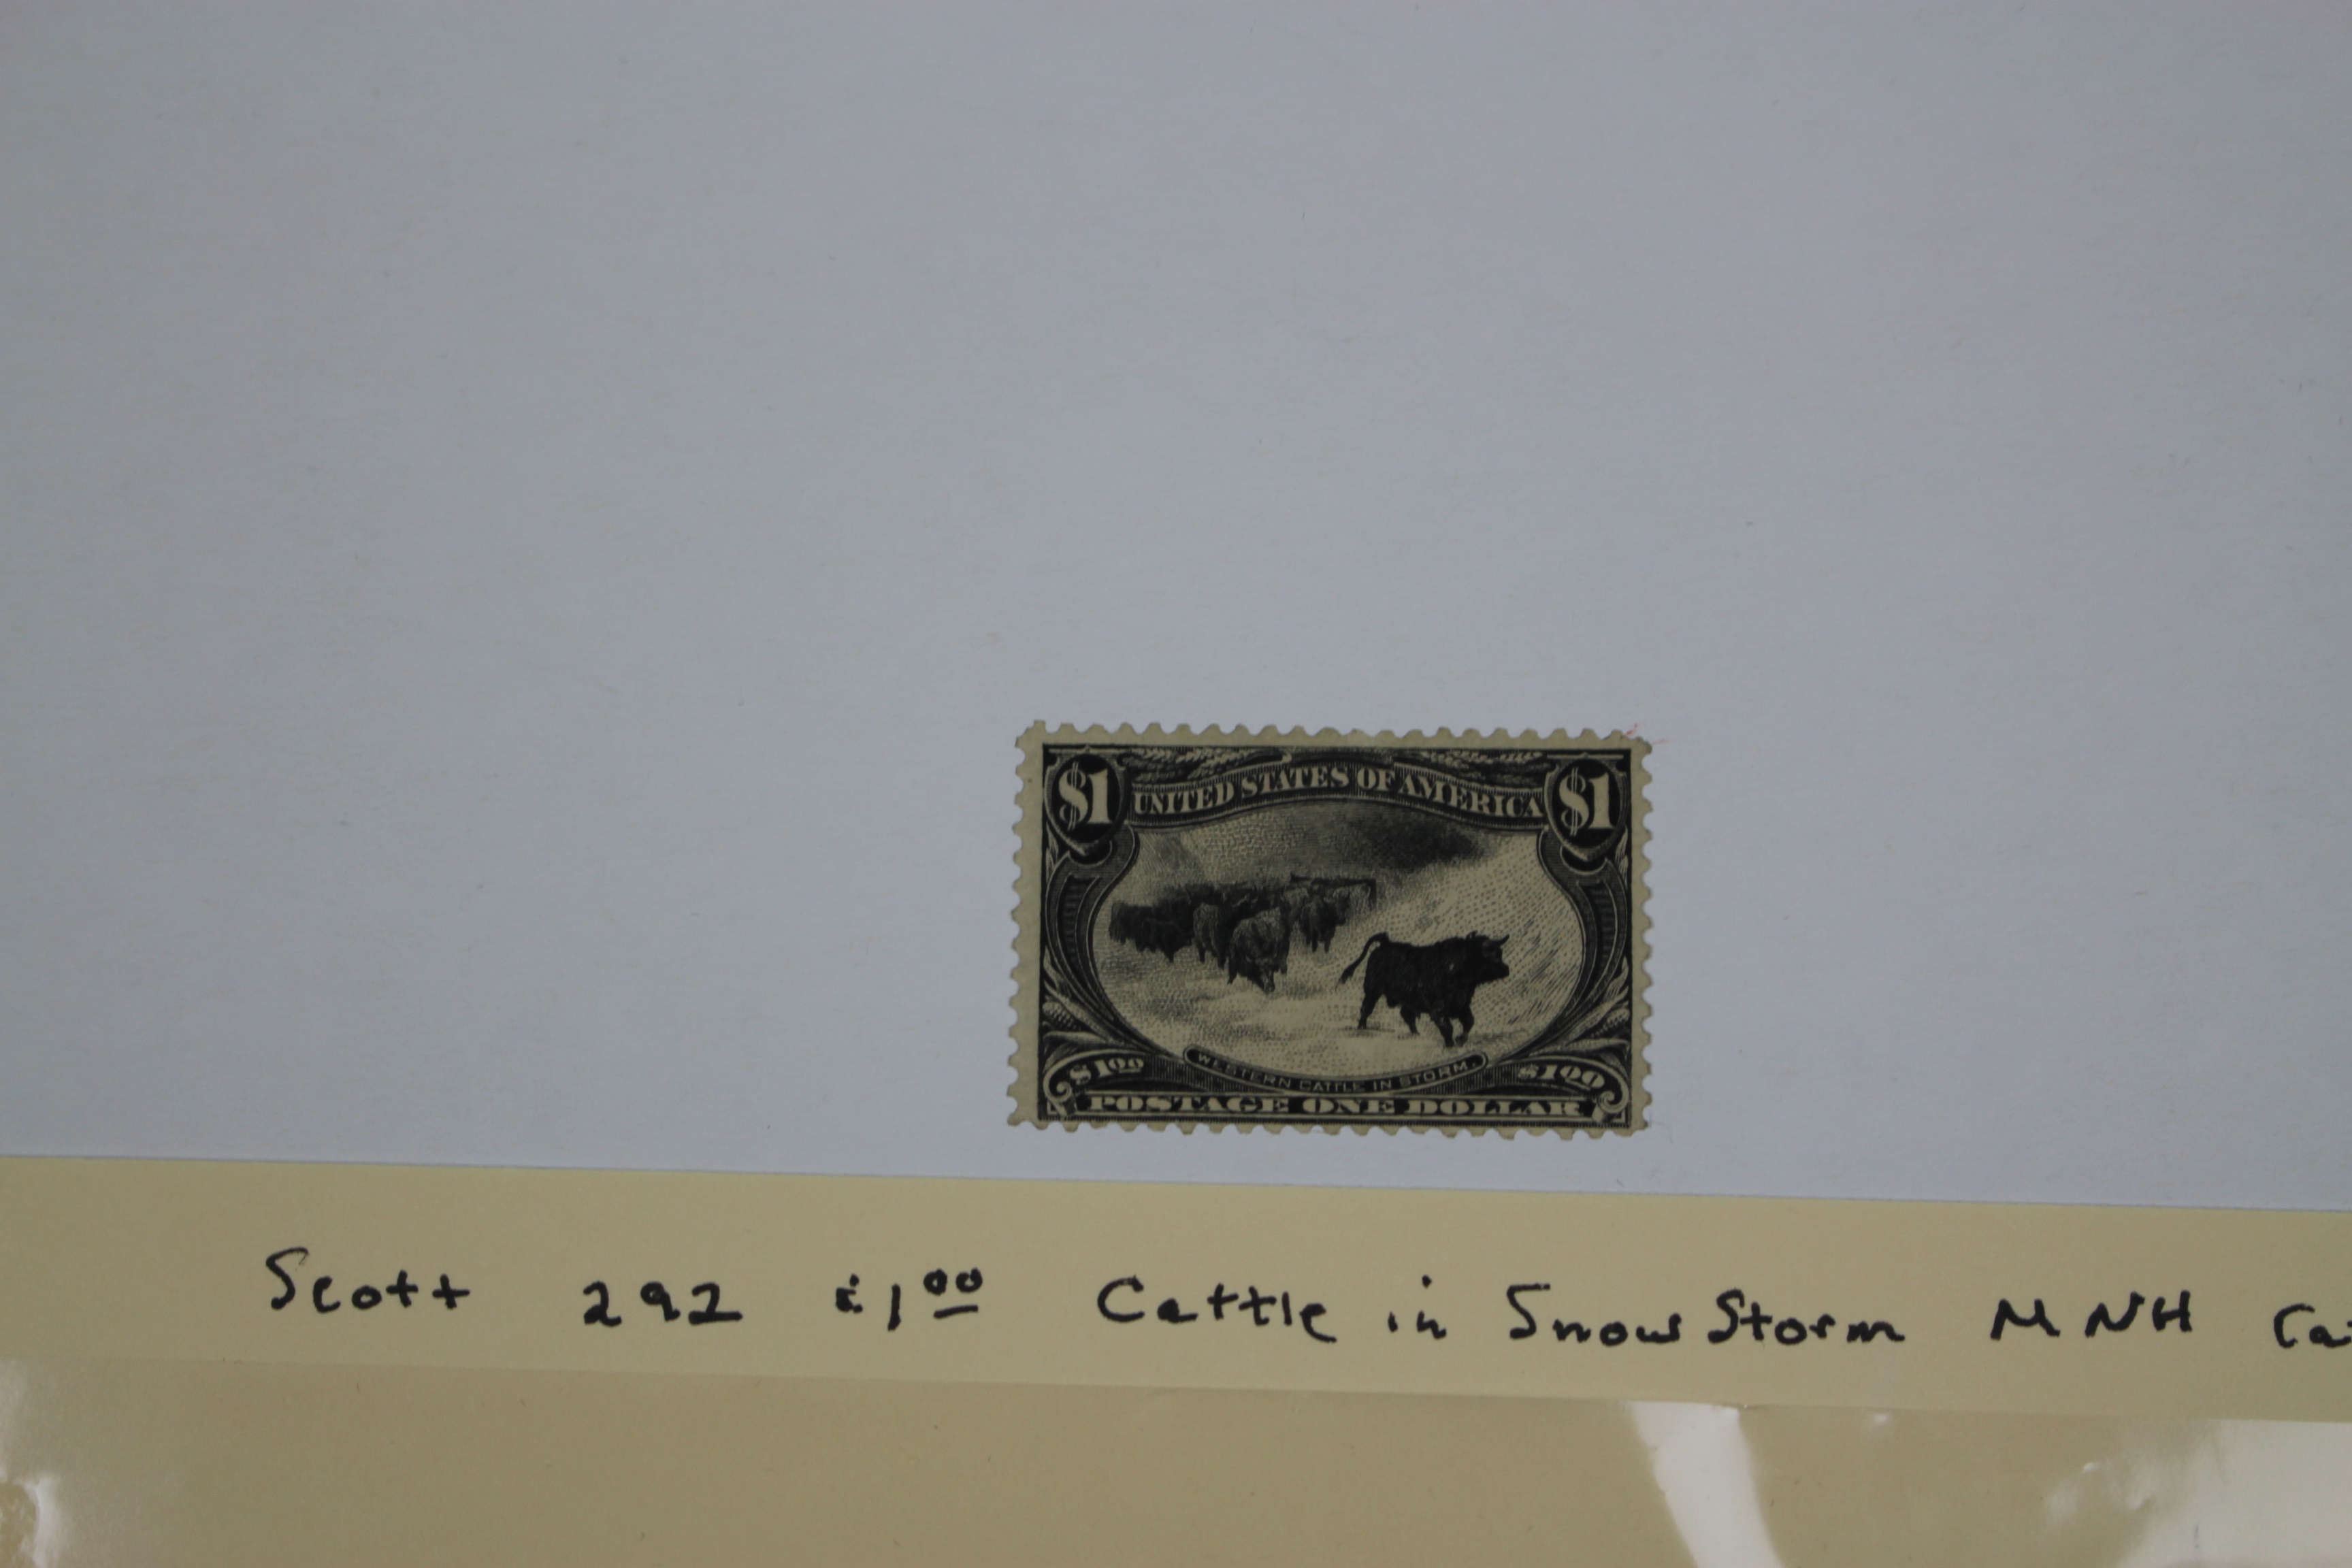 $1 UNITED STATES OF AMERICA $1
WESTERN CATTLE IN STORM.
$1 00 $1 00
POSTAGE ONE DOLLAR
Scott 292 $1 00 Cattle in Snow Storm MNH